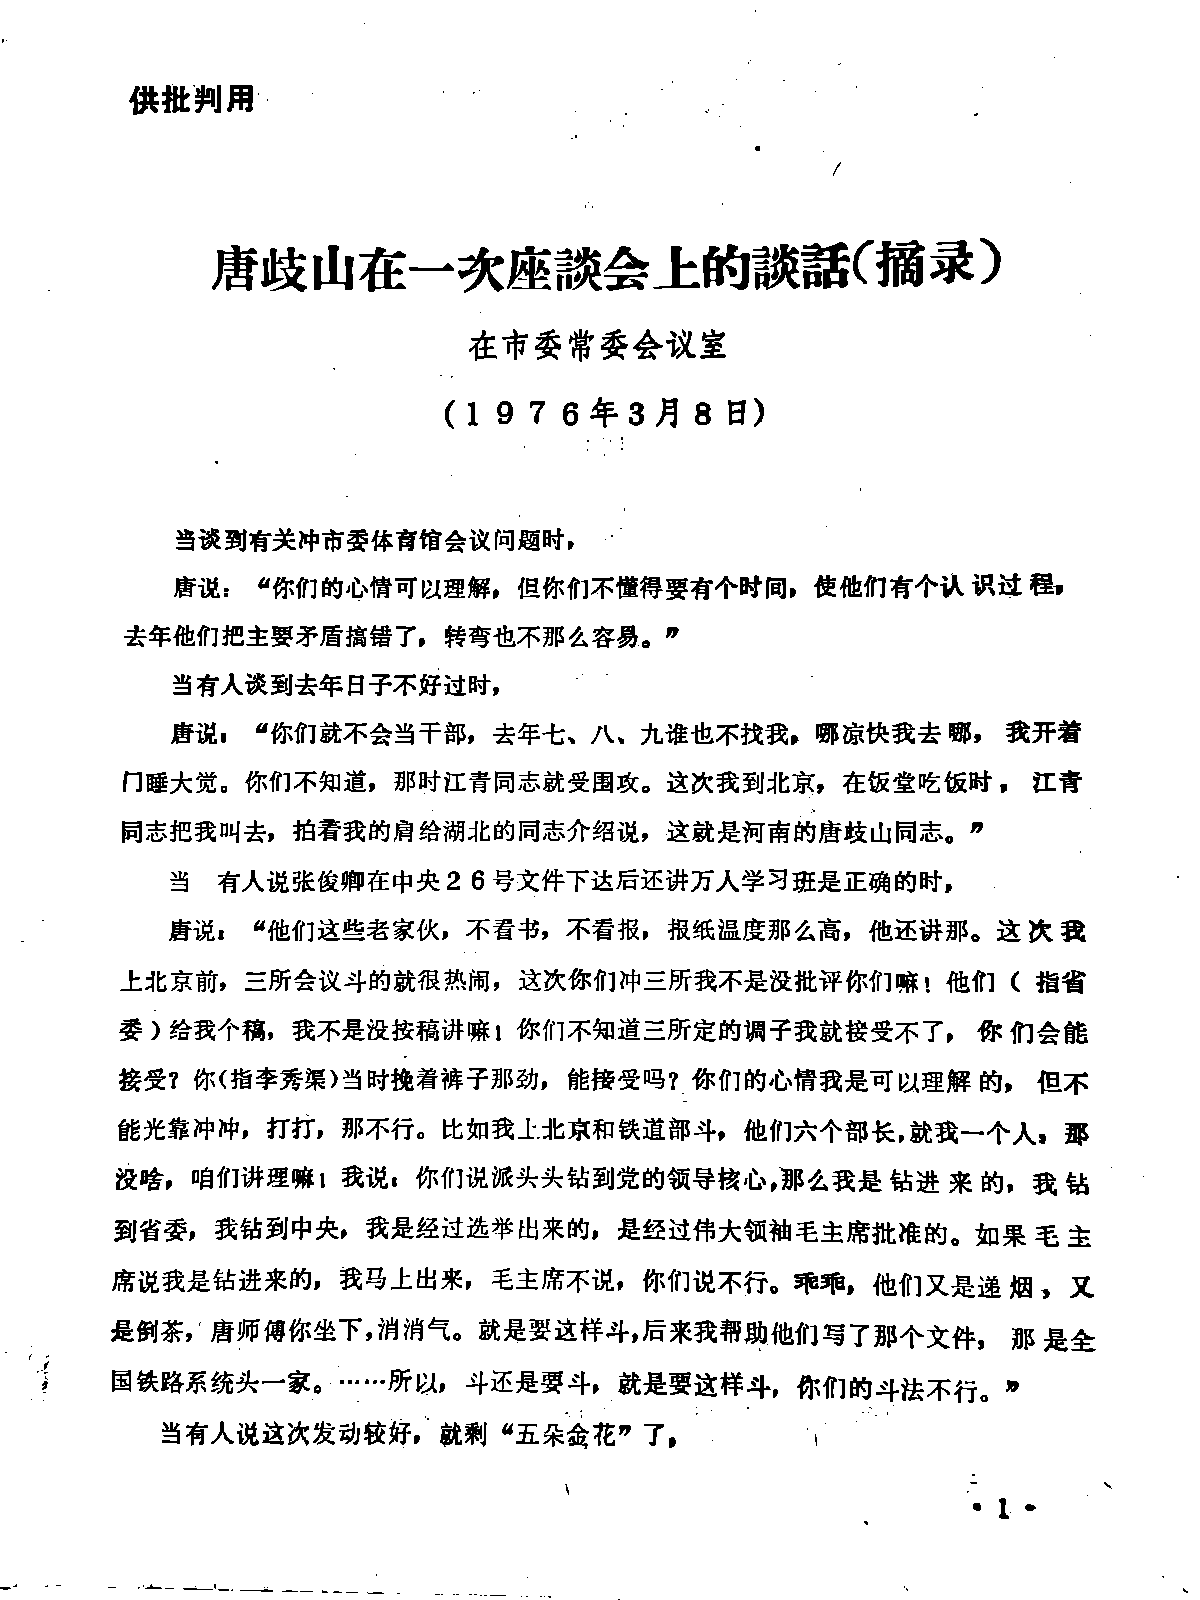 供批判用
唐歧山在一次座談会上的談話（摘录）
在市委常委会议室
（1976年3月8日）
当谈到有关冲市委体育馆会议问题时，
唐说：“你们的心情可以理解，但你们不懂得要有个时间，使他们有个认识过程，
去年他们把主要矛盾搞错了，转弯也不那么容易。”
当有人谈到去年日子不好过时，
唐说：“你们就不会当干部，去年七、八、九谁也不找我，哪凉快我去哪，我开着
门睡大觉。你们不知道，那时江青同志就受围攻。这次我到北京，在饭堂吃饭时，江青
同志把我叫去，拍着我的肩给湖北的同志介绍说，这就是河南的唐歧山同志。”
当　有人说张俊卿在中央26号文件下达后还讲万人学习班是正确的时，
唐说：“他们这些老家伙，不看书，不看报，报纸温度那么高，他还讲那。这次我
上北京前，三所会议斗的就很热闹，这次你们冲三所我不是没批评你们嘛！他们（指省
委）给我个稿，我不是没按稿讲嘛！你们不知道三所定的调子我就接受不了，你们会能
接受？你（指李秀渠）当时挽着裤子那劲，能接受吗？你们的心情我是可以理解的，但不
能光靠冲冲，打打，那不行。比如我上北京和铁道部斗，他们六个部长，就我一个人，那
没啥，咱们讲理嘛！我说：你们说派头头钻到党的领导核心，那么我是钻进来的，我钻
到省委，我钻到中央，我是经过选举出来的，是经过伟大领袖毛主席批准的。如果毛主
席说我是钻进来的，我马上出来，毛主席不说，你们说不行。乖乖，他们又是递烟，又
是倒茶，唐师傅你坐下，消消气。就是要这样斗，后来我帮助他们写了那个文件，那是全
国铁路系统头一家。……所以，斗还是要斗，就是要这样斗，你们的斗法不行。”
当有人说这次发动较好，就剩“五朵金花”了，
·1·